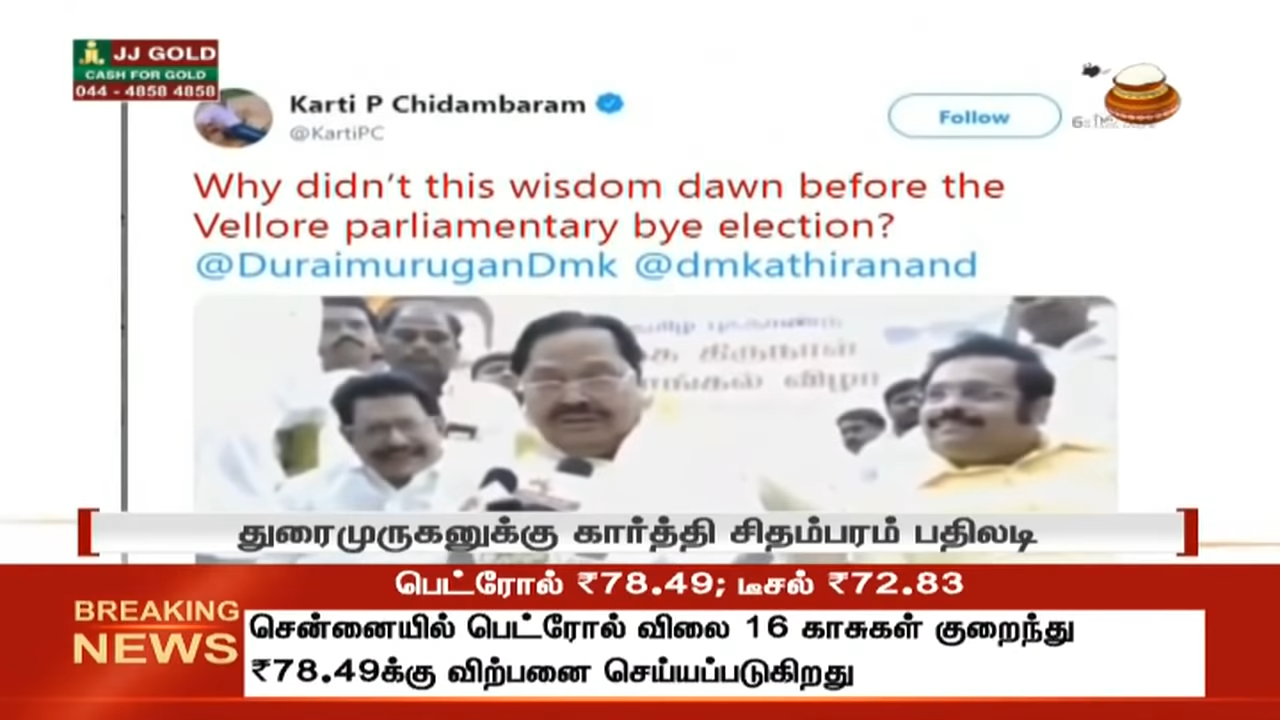 JJ GOLD
CASH FOR GOLD
044 - 4858 4858
Karti P Chidambaram
@KartiPC
Follow
Why didn't this wisdom dawn before the
Vellore parliamentary bye election?
@DuraimuruganDmk @dmkathiranand
திருநாள்
விழா
துரைமுருகனுக்கு கார்த்தி சிதம்பரம் பதிலடி
பெட்ரோல் ₹78.49; டீசல் ₹72.83
BREAKING
NEWS
சென்னையில் பெட்ரோல் விலை 16 காசுகள் குறைந்து
₹78.49க்கு விற்பனை செய்யப்படுகிறது